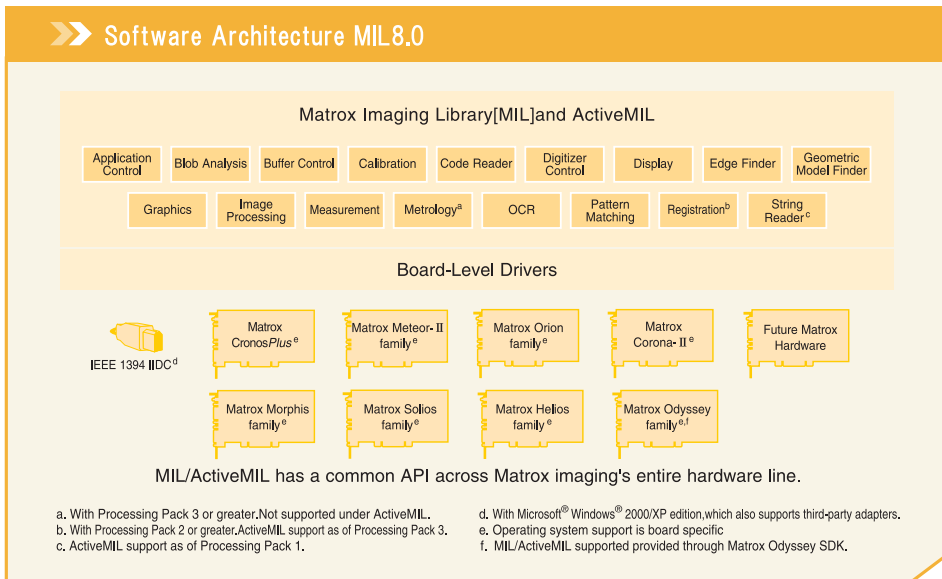 Software Architecture MIL8.0
Matrox Imaging Library[MIL]and ActiveMIL
Application
Control
Blob Analysis
Buffer Control
Calibration
Code Reader
Digitizer
Control
Display
Edge Finder
Geometric
Model Finder
Graphics
Image
Processing
Measurement
Metrologyᵃ
OCR
Pattern
Matching
Registrationᵇ
String
Readerᶜ
Board-Level Drivers
IEEE 1394 IIDCᵈ
Matrox
CronosPlusᵉ
Matrox Meteor-II
familyᵉ
Matrox Orion
familyᵉ
Matrox
Corona-IIᵉ
Future Matrox
Hardware
Matrox Morphis
familyᵉ
Matrox Solios
familyᵉ
Matrox Helios
familyᵉ
Matrox Odyssey
familyᵉ,ᶠ
MIL/ActiveMIL has a common API across Matrox imaging's entire hardware line.
a. With Processing Pack 3 or greater.Not supported under ActiveMIL.
b. With Processing Pack 2 or greater.ActiveMIL support as of Processing Pack 3.
c. ActiveMIL support as of Processing Pack 1.
d. With Microsoft® Windows® 2000/XP edition,which also supports third-party adapters.
e. Operating system support is board specific
f. MIL/ActiveMIL supported provided through Matrox Odyssey SDK.